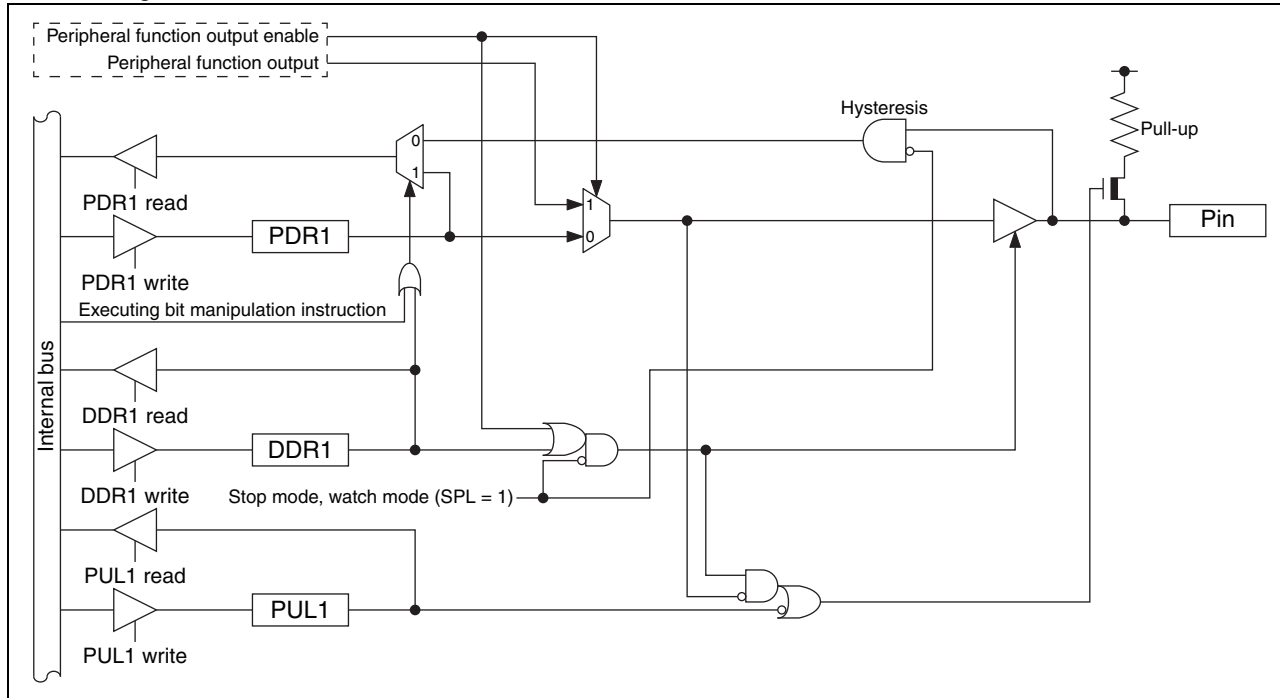 Peripheral function output enable
Peripheral function output
Hysteresis
Pull-up
0
1
PDR1 read
1
PDR1
0
Pin
PDR1 write
Executing bit manipulation instruction
Internal bus
DDR1 read
DDR1
DDR1 write
Stop mode, watch mode (SPL = 1)
PUL1 read
PUL1
PUL1 write